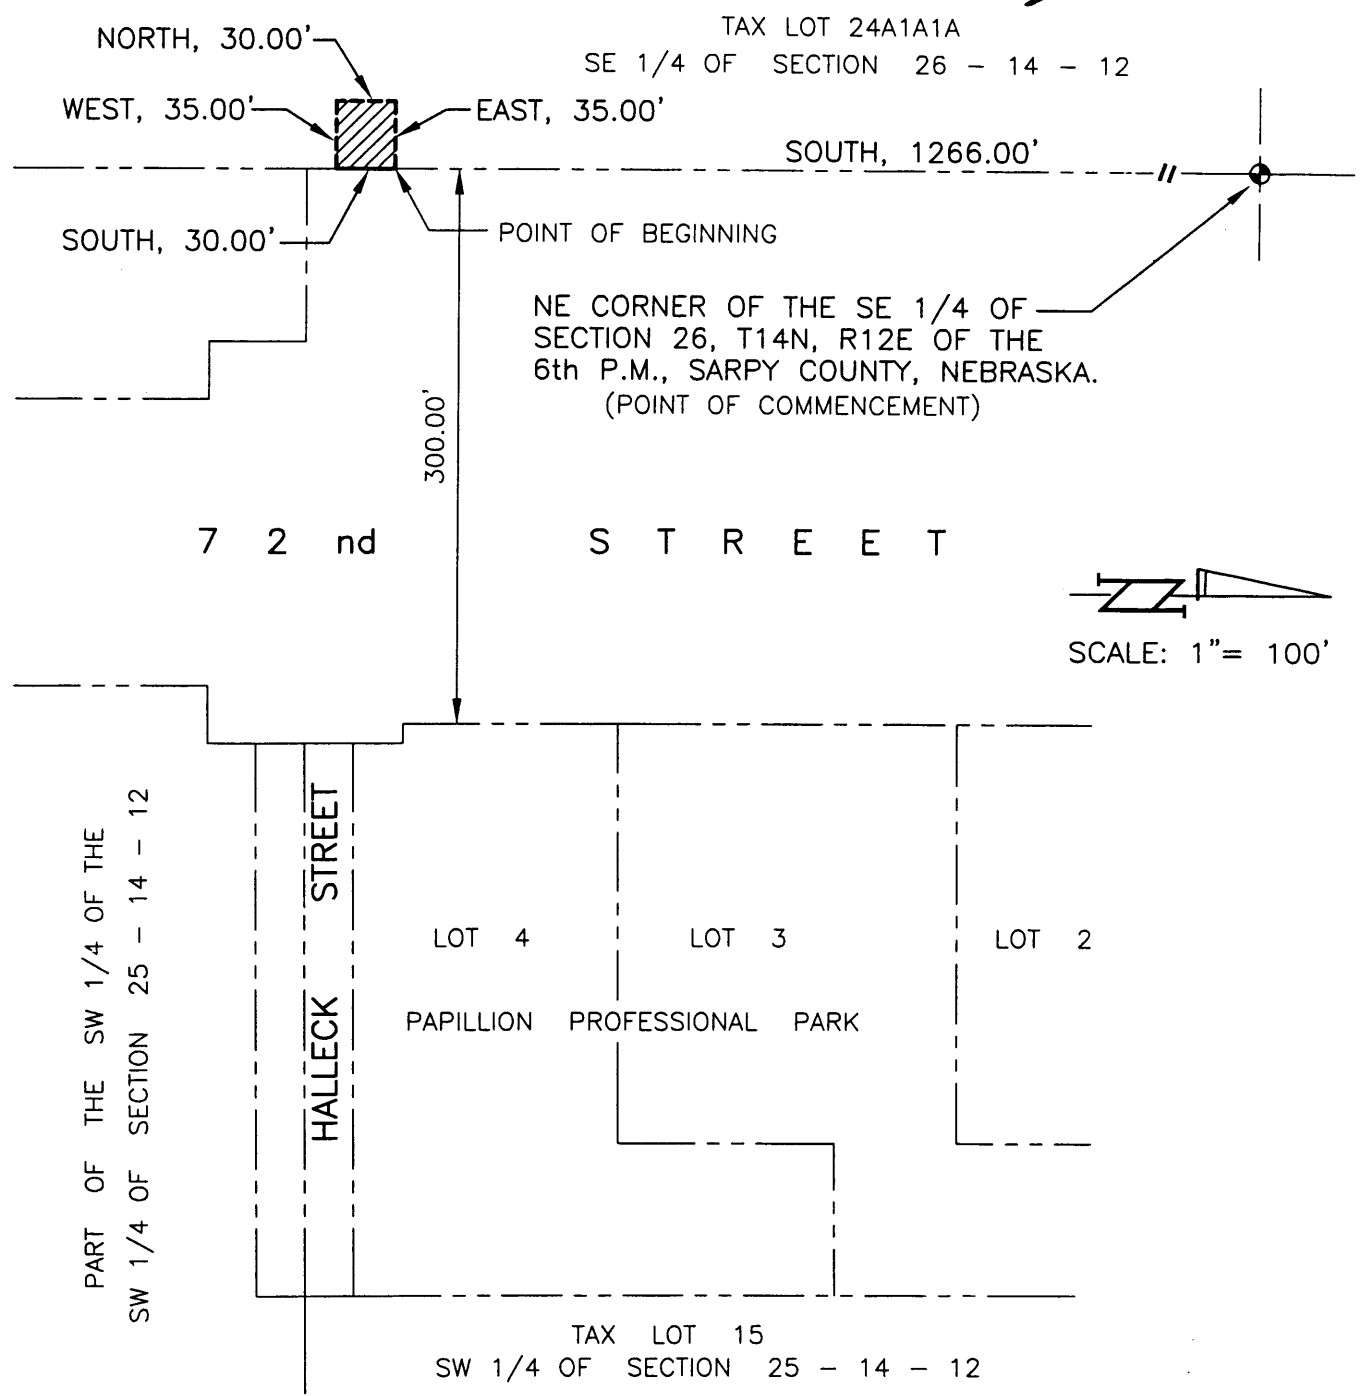 TAX LOT 24A1A1A
SE 1/4 OF SECTION 26 - 14 - 12
NORTH, 30.00'
WEST, 35.00'
EAST, 35.00'
SOUTH, 1266.00'
SOUTH, 30.00'
POINT OF BEGINNING
NE CORNER OF THE SE 1/4 OF
SECTION 26, T14N, R12E OF THE
6th P.M., SARPY COUNTY, NEBRASKA.
(POINT OF COMMENCEMENT)
300.00'
72nd STREET
N
SCALE: 1"= 100'
PART OF THE SW 1/4 OF THE
SW 1/4 OF SECTION 25 - 14 - 12
HALLECK STREET
LOT 4
LOT 3
LOT 2
PAPILLION PROFESSIONAL PARK
TAX LOT 15
SW 1/4 OF SECTION 25 - 14 - 12